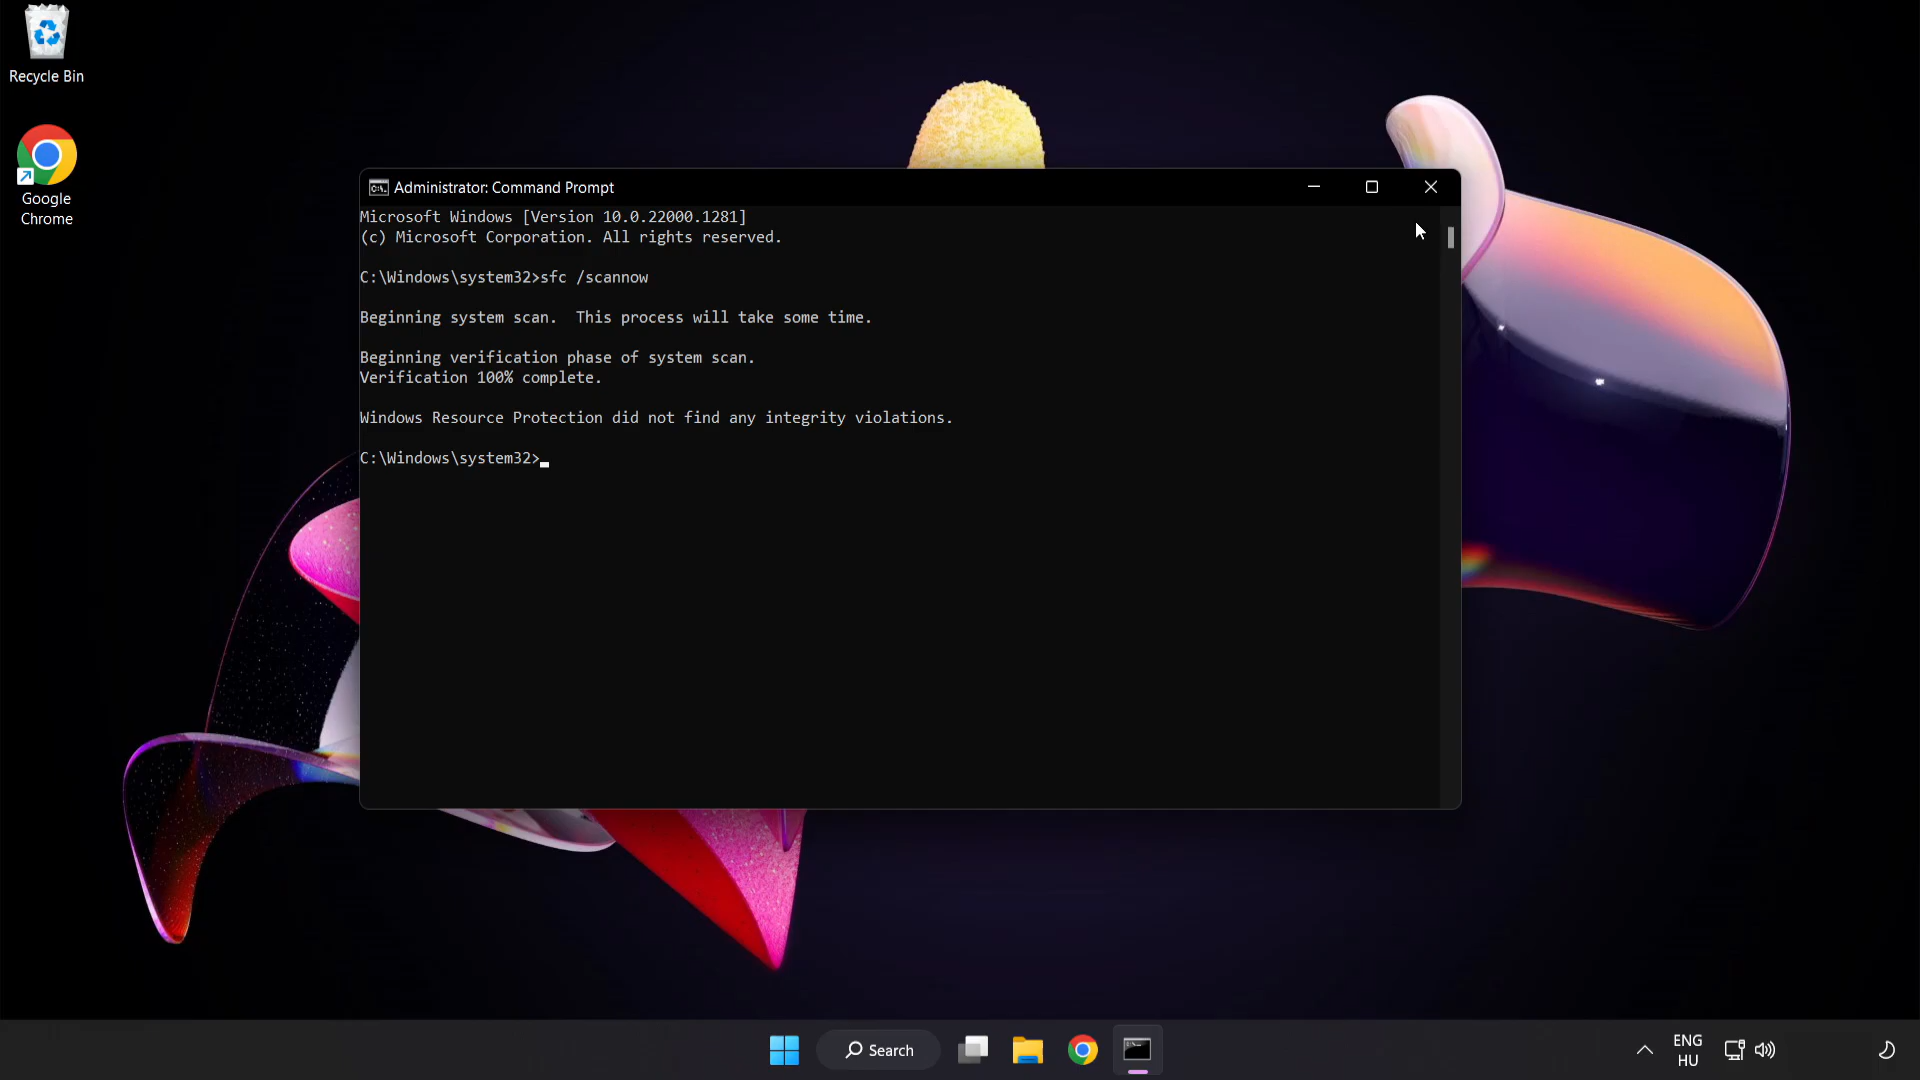 Recycle Bin
Google
Chrome
Administrator: Command Prompt
Microsoft Windows [Version 10.0.22000.1281]
(c) Microsoft Corporation. All rights reserved.
C:\Windows\system32>sfc /scannow
Beginning system scan.  This process will take some time.
Beginning verification phase of system scan.
Verification 100% complete.
Windows Resource Protection did not find any integrity violations.
C:\Windows\system32>
Search
ENG
HU